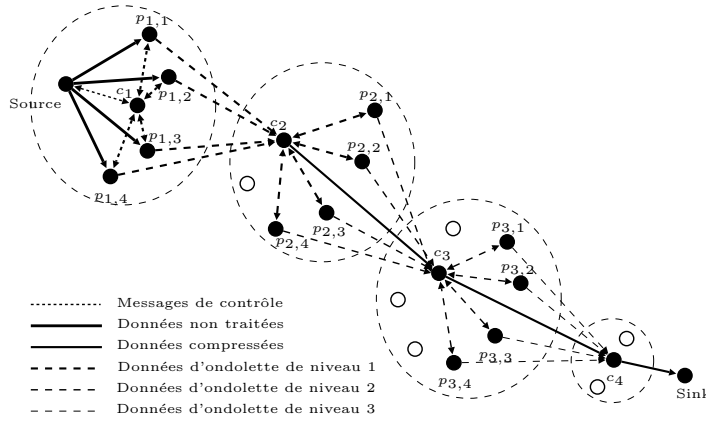 p1,1
Source
c1
p1,2
p1,3
p1,4
c2
p2,1
p2,2
p2,3
p2,4
c3
p3,1
p3,2
p3,3
p3,4
c4
Sink
Messages de contrôle
Données non traitées
Données compressées
Données d'ondolette de niveau 1
Données d'ondolette de niveau 2
Données d'ondolette de niveau 3